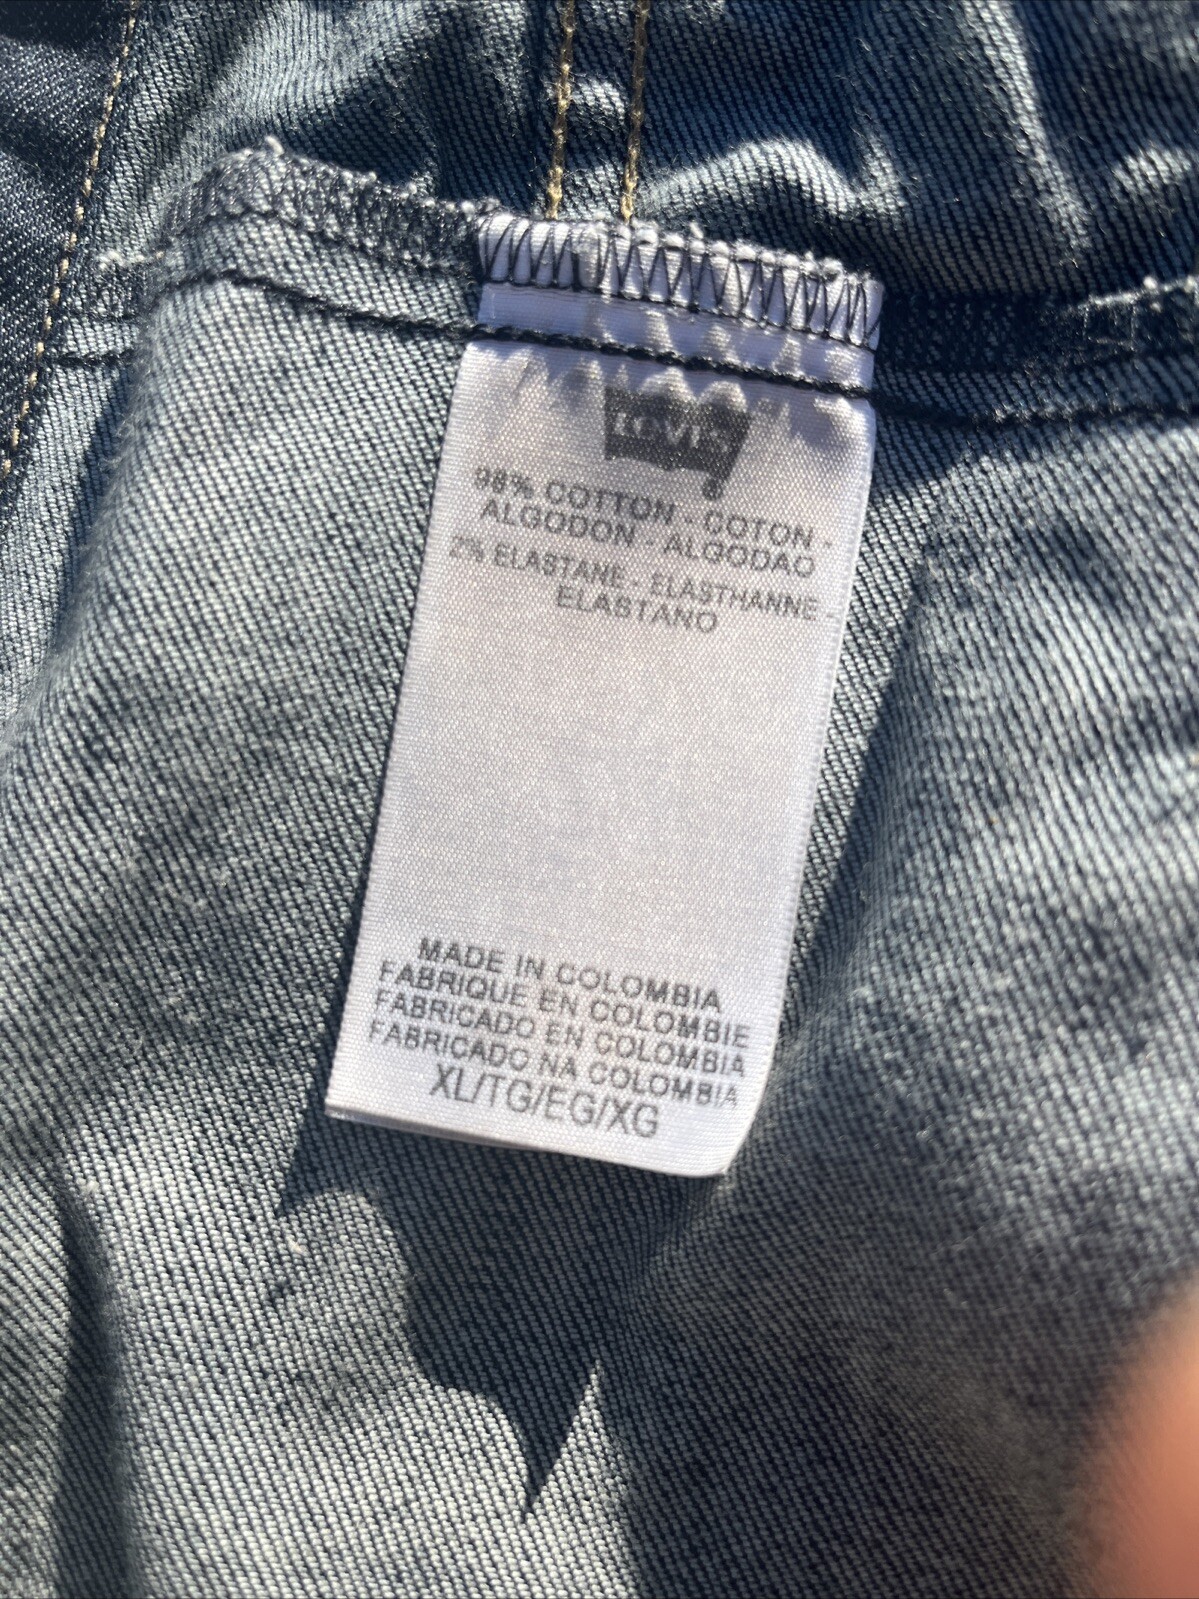 Levi's
98% COTTON - COTON -
ALGODON - ALGODAO
2% ELASTANE - ELASTHANNE -
ELASTANO
MADE IN COLOMBIA
FABRIQUE EN COLOMBIE
FABRICADO EN COLOMBIA
FABRICADO NA COLOMBIA
XL/TG/EG/XG